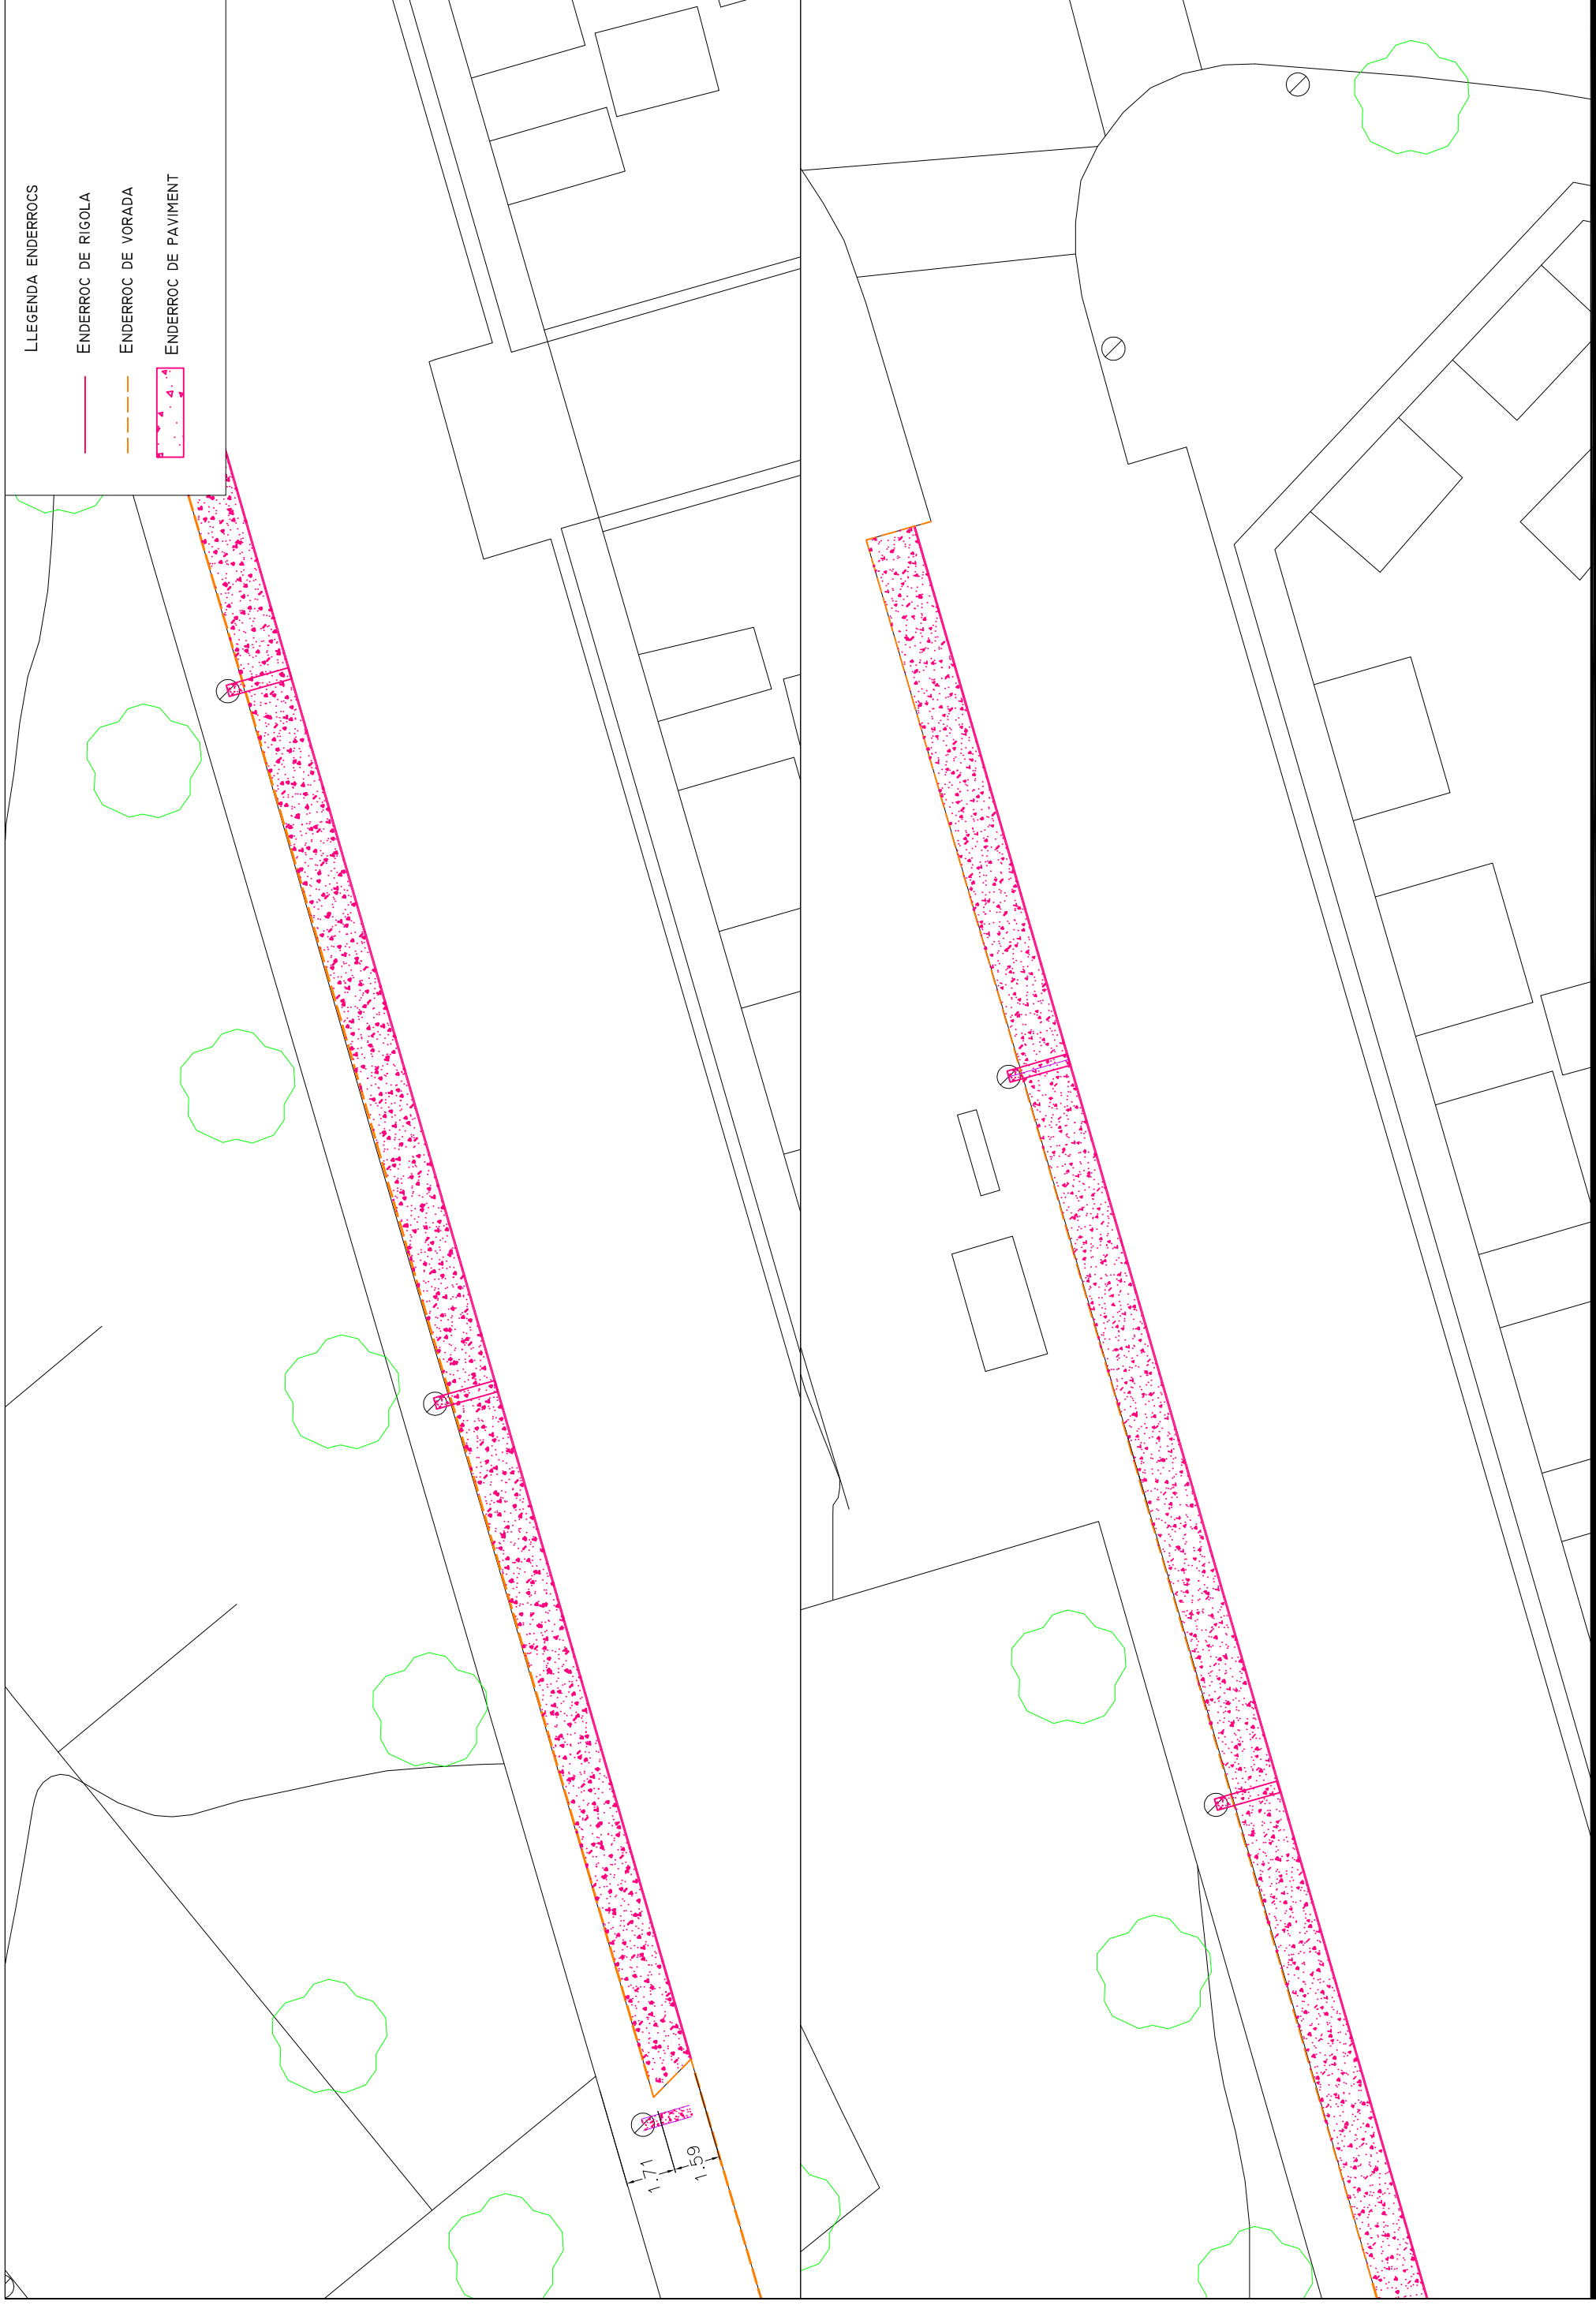 LLEGENDA ENDERROCS
ENDERROC DE RIGOLA
ENDERROC DE VORADA
ENDERROC DE PAVIMENT
1.71
1.59